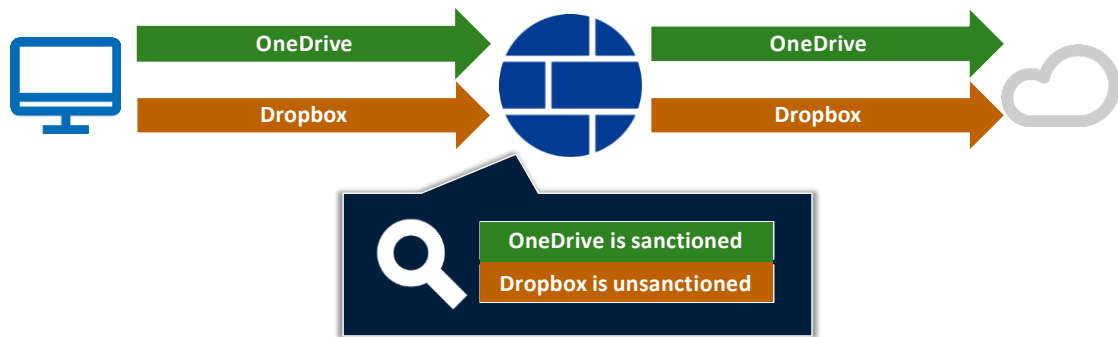 OneDrive
OneDrive
Dropbox
Dropbox
OneDrive is sanctioned
Dropbox is unsanctioned